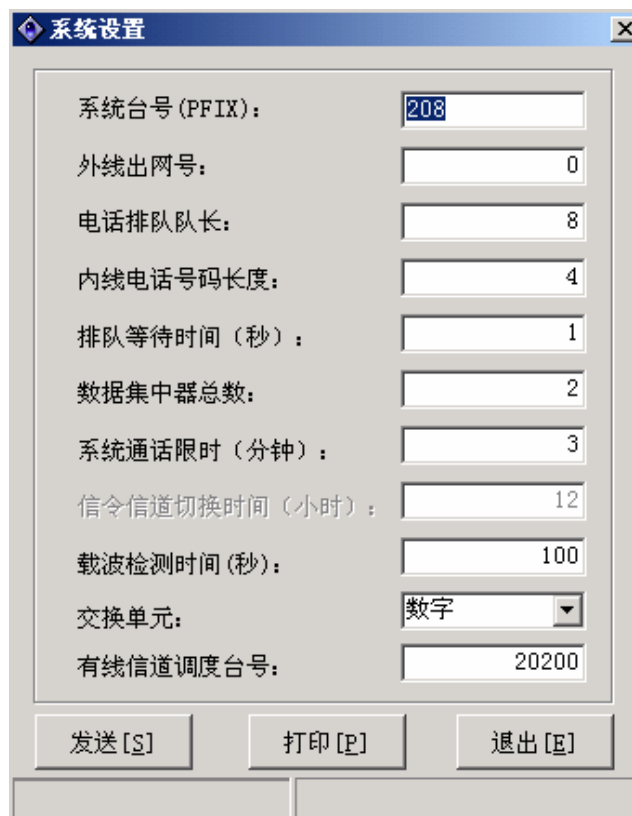 系统设置
系统台号(PFIX): 208
外线出网号: 0
电话排队队长: 8
内线电话号码长度: 4
排队等待时间（秒）: 1
数据集中器总数: 2
系统通话限时（分钟）: 3
信令信道切换时间（小时）: 12
载波检测时间(秒): 100
交换单元: 数字
有线信道调度台号: 20200
发送[S] 打印[P] 退出[E]